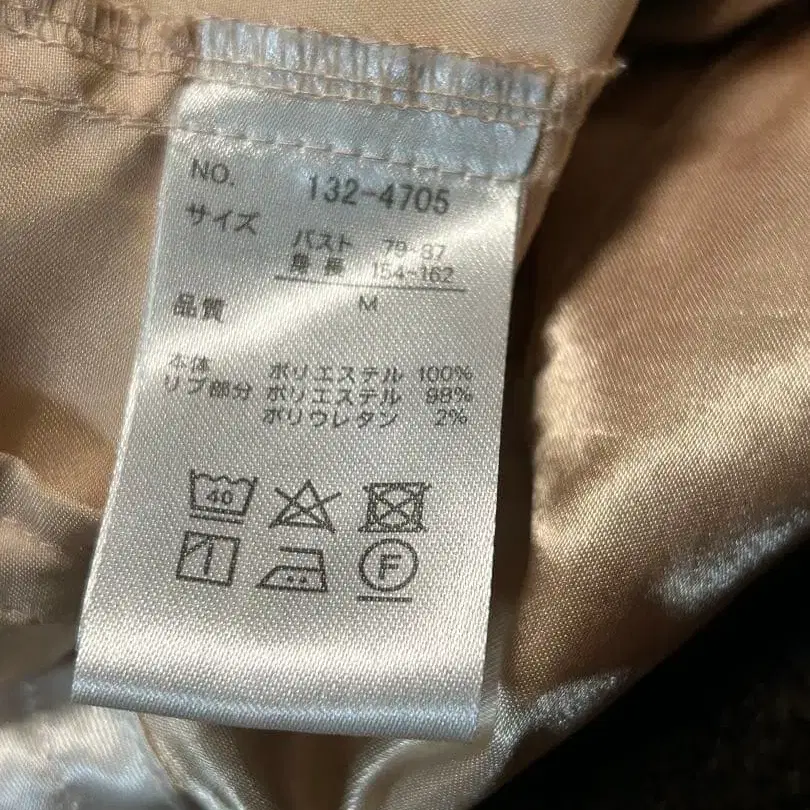 NO. 132-4705
サイズ バスト 79-87
身長 154-162
M
品質
本体 ポリエステル 100%
リブ部分 ポリエステル 98%
ポリウレタン 2%
40
F